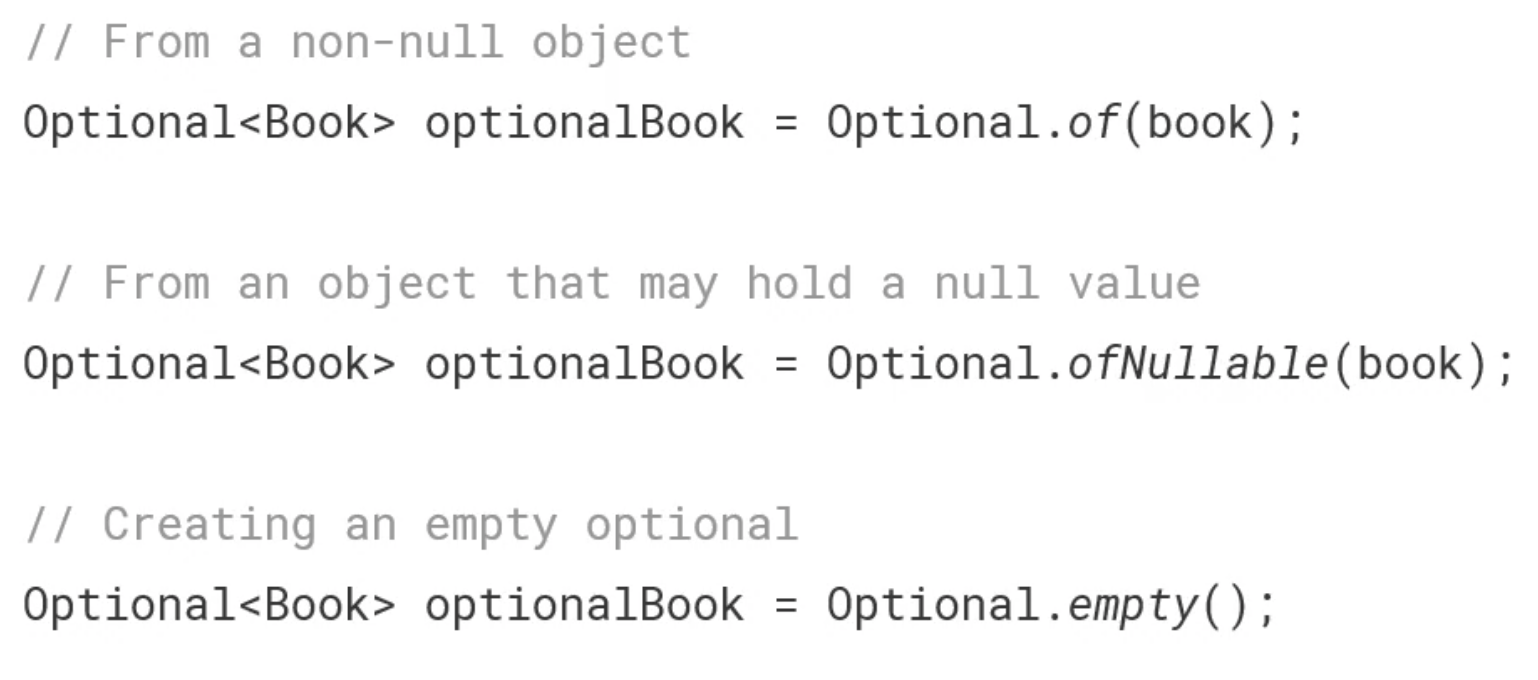 // From a non-null object
Optional<Book> optionalBook = Optional.of(book);
// From an object that may hold a null value
Optional<Book> optionalBook = Optional.ofNullable(book);
// Creating an empty optional
Optional<Book> optionalBook = Optional.empty();